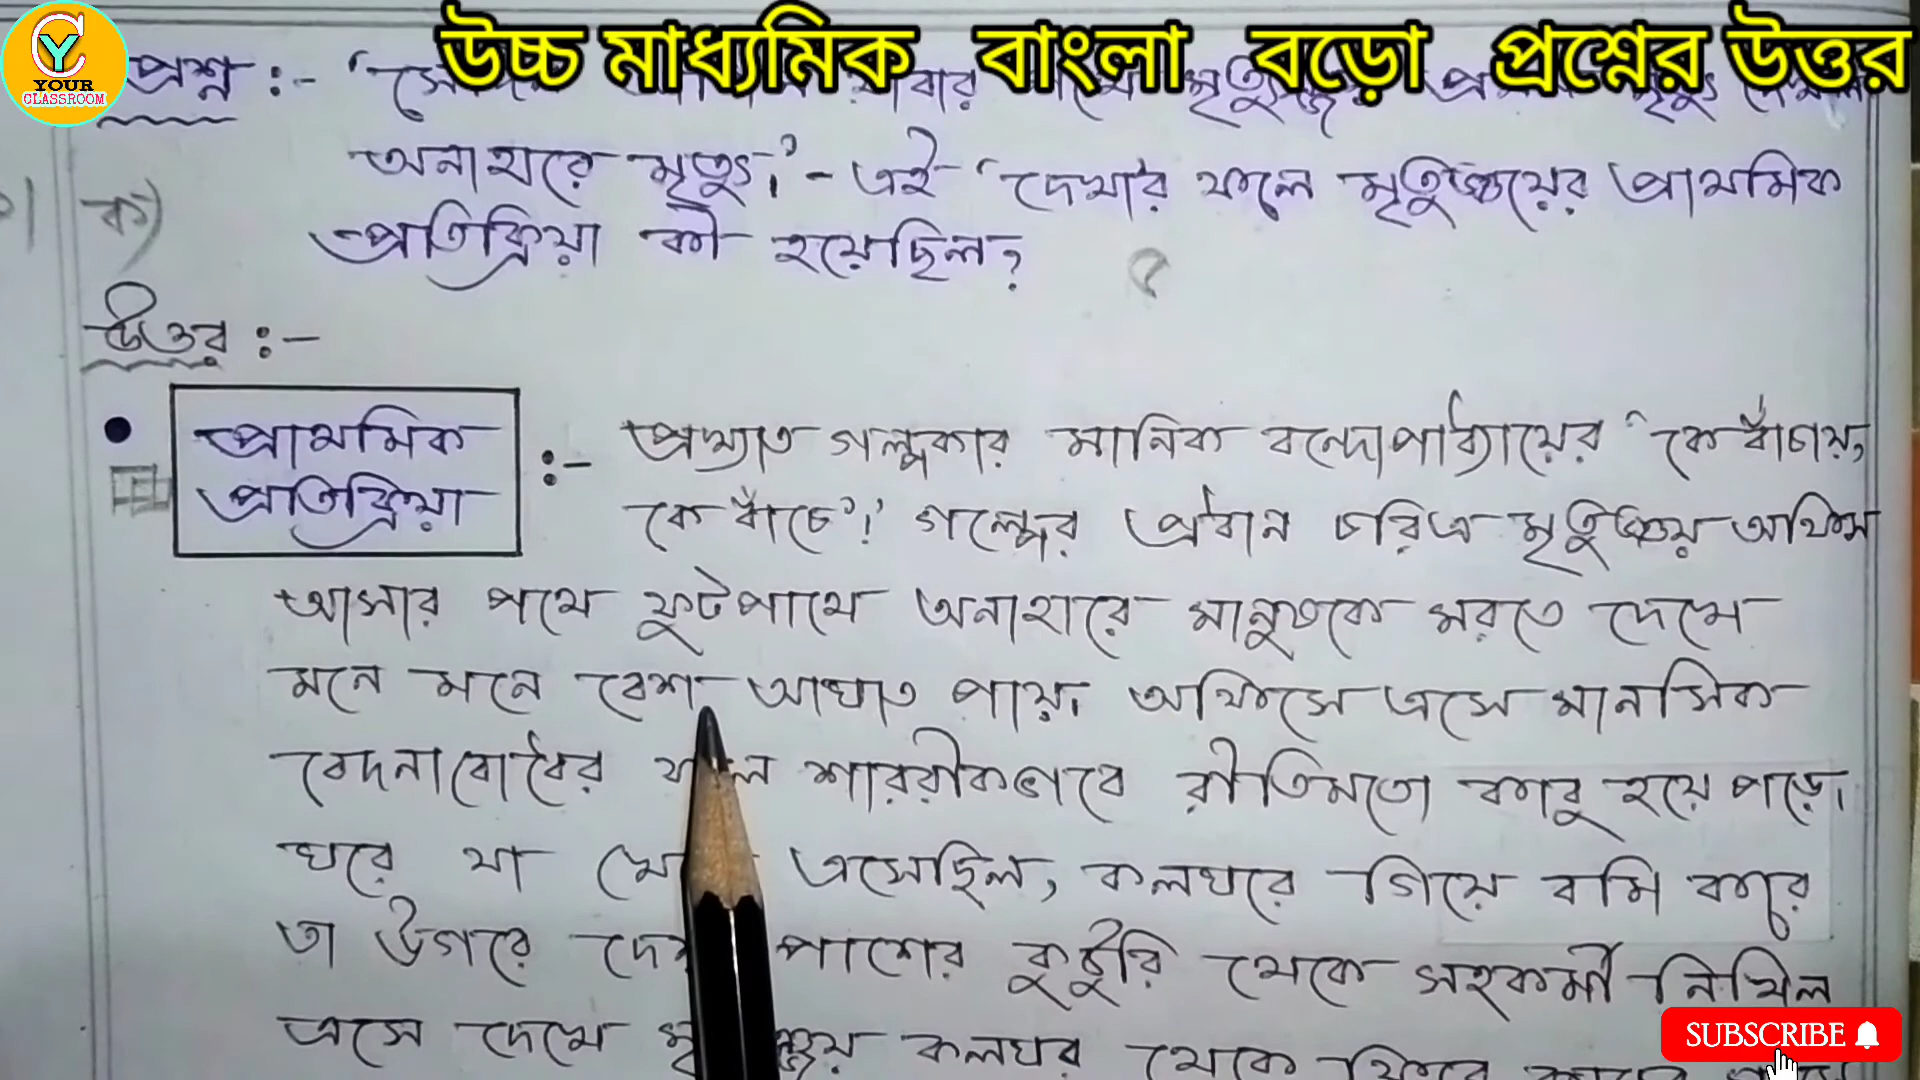 উচ্চ মাধ্যমিক বাংলা বড়ো প্রশ্নের উত্তর
YOUR
CLASSROOM
প্রশ্ন :-
অনাহারে মৃত্যু।' - এই 'দেখা'র ফলে মৃত্যুঞ্জয়ের প্রাথমিক
ক)
প্রতিক্রিয়া কী হয়েছিল?
উত্তর :-
প্রাথমিক
প্রতিক্রিয়া
:- প্রখ্যাত গল্পকার মানিক বন্দোপাধ্যায়ের 'কে বাঁচায়,
কে বাঁচে'।' গল্পের প্রধান চরিত্র মৃত্যুঞ্জয় অফিস
আসার পথে ফুটপাথে অনাহারে মানুষকে মরতে দেখে
মনে মনে বেশ আঘাত পায়। অফিসে এসে মানসিক
বেদনাবোধের শাররীকভাবে রীতিমতো কাবু হয়ে পড়ে।
ঘরে যা এসেছিল, কলঘরে গিয়ে বমি করে
তা উগরে পাশের কুঠুরি থেকে সহকর্মী নিখিল
এসে দেখে কলঘর থেকে ফিরে
SUBSCRIBE